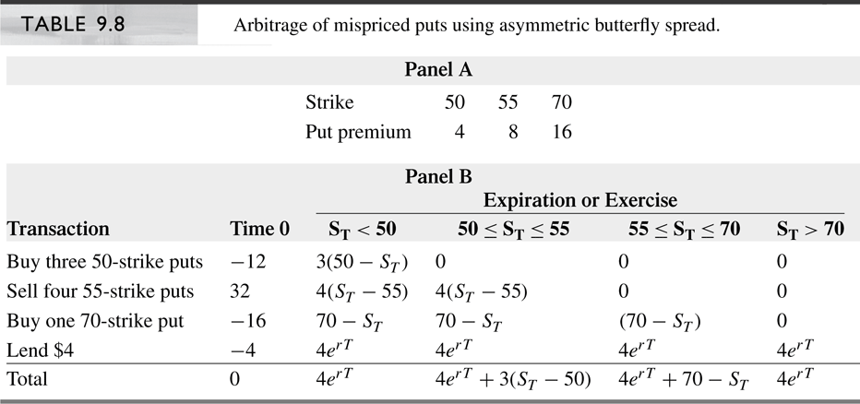 TABLE 9.8 Arbitrage of mispriced puts using asymmetric butterfly spread.
Panel A
Strike 50 55 70
Put premium 4 8 16
Panel B
Expiration or Exercise
Transaction Time 0 S_T < 50 50 ≤ S_T ≤ 55 55 ≤ S_T ≤ 70 S_T > 70
Buy three 50-strike puts −12 3(50 − S_T) 0 0 0
Sell four 55-strike puts 32 4(S_T − 55) 4(S_T − 55) 0 0
Buy one 70-strike put −16 70 − S_T 70 − S_T (70 − S_T) 0
Lend $4 −4 4e^{rT} 4e^{rT} 4e^{rT} 4e^{rT}
Total 0 4e^{rT} 4e^{rT} + 3(S_T − 50) 4e^{rT} + 70 − S_T 4e^{rT}